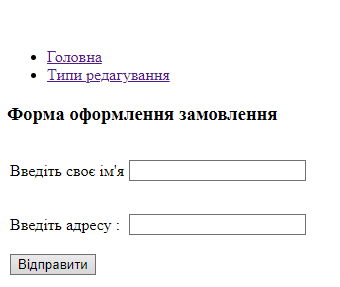 Головна
Типи редагування
Форма оформлення замовлення
Введіть своє ім'я
Введіть адресу :
Відправити